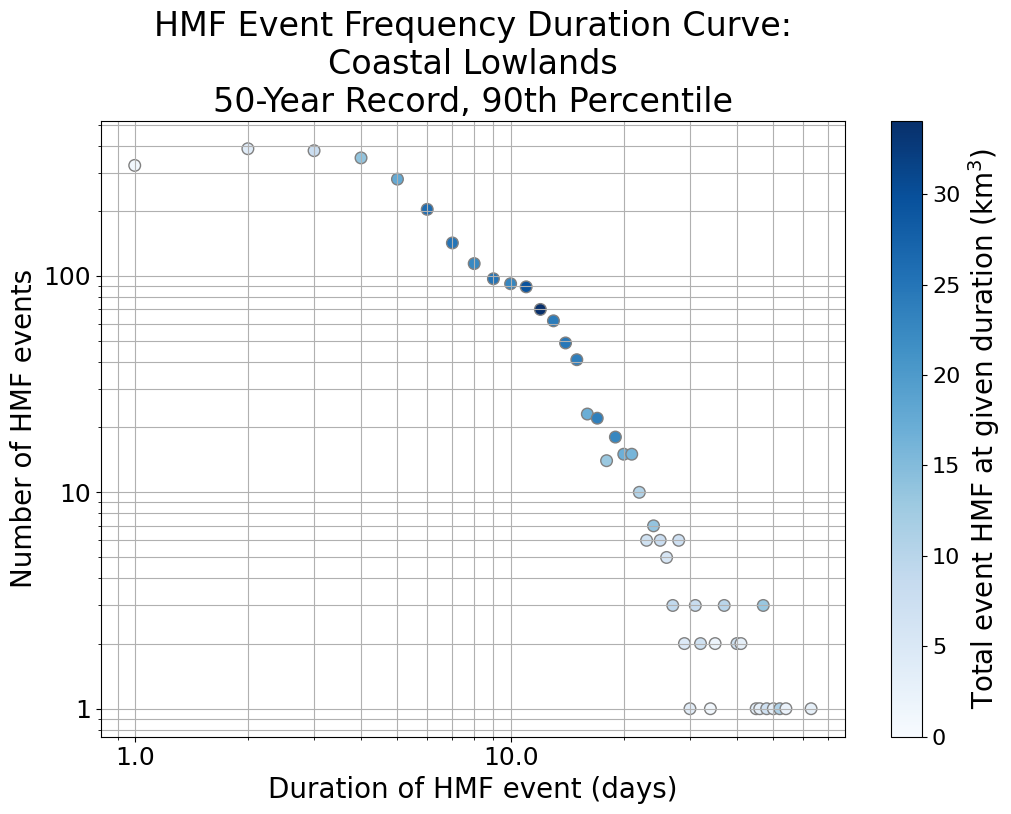 HMF Event Frequency Duration Curve:
Coastal Lowlands
50-Year Record, 90th Percentile
Number of HMF events
100
10
1
1.0
10.0
Duration of HMF event (days)
30
25
20
15
10
5
0
Total event HMF at given duration (km³)